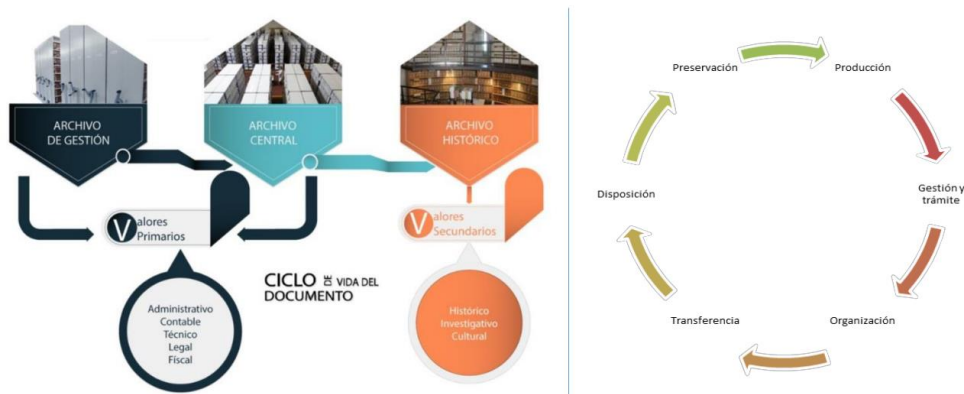 ARCHIVO
DE GESTIÓN
ARCHIVO
CENTRAL
ARCHIVO
HISTÓRICO
Valores
Primarios
Valores
Secundarios
CICLO DE VIDA DEL
DOCUMENTO
Administrativo
Contable
Técnico
Legal
Físcal
Histórico
Investigativo
Cultural
Preservación
Producción
Gestión y
trámite
Organización
Transferencia
Disposición